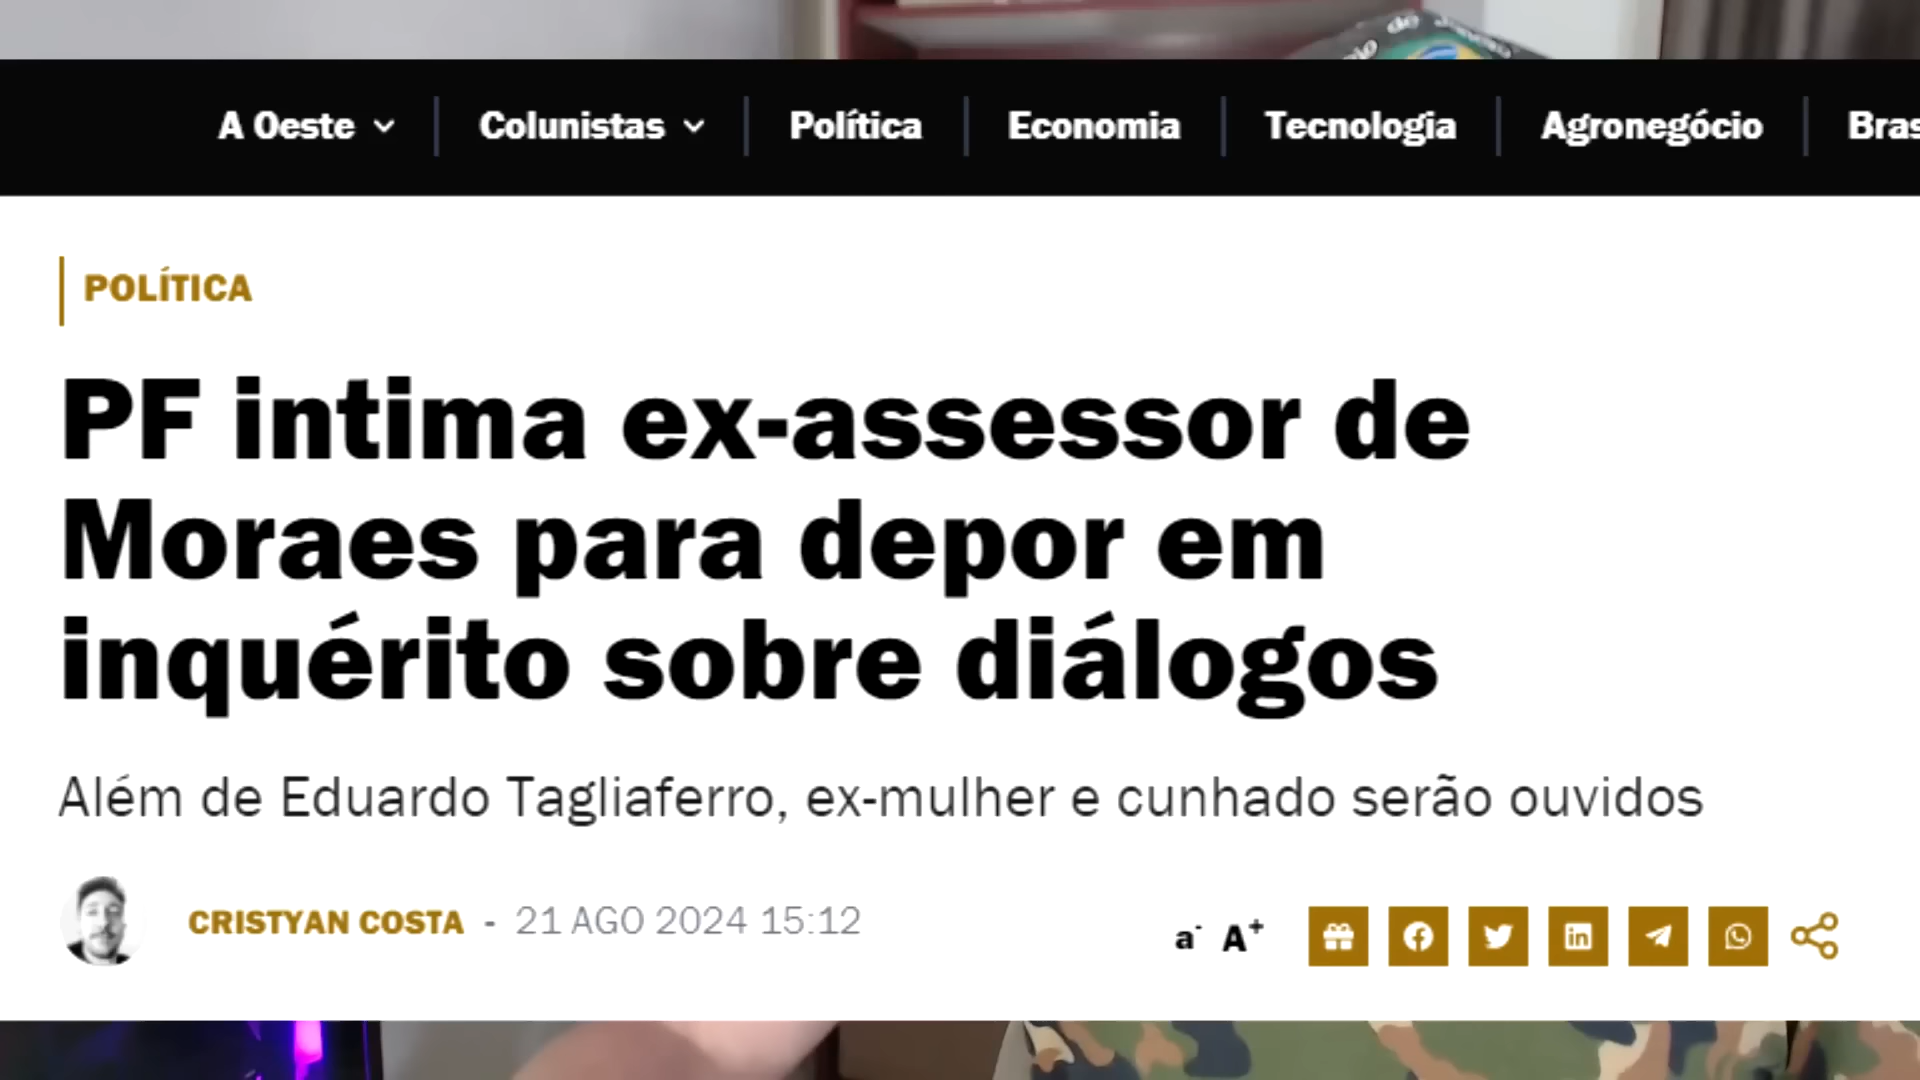 A Oeste Colunistas Política Economia Tecnologia Agronegócio Bras
POLÍTICA
PF intima ex-assessor de
Moraes para depor em
inquérito sobre diálogos
Além de Eduardo Tagliaferro, ex-mulher e cunhado serão ouvidos
CRISTYAN COSTA - 21 AGO 2024 15:12
a- A+